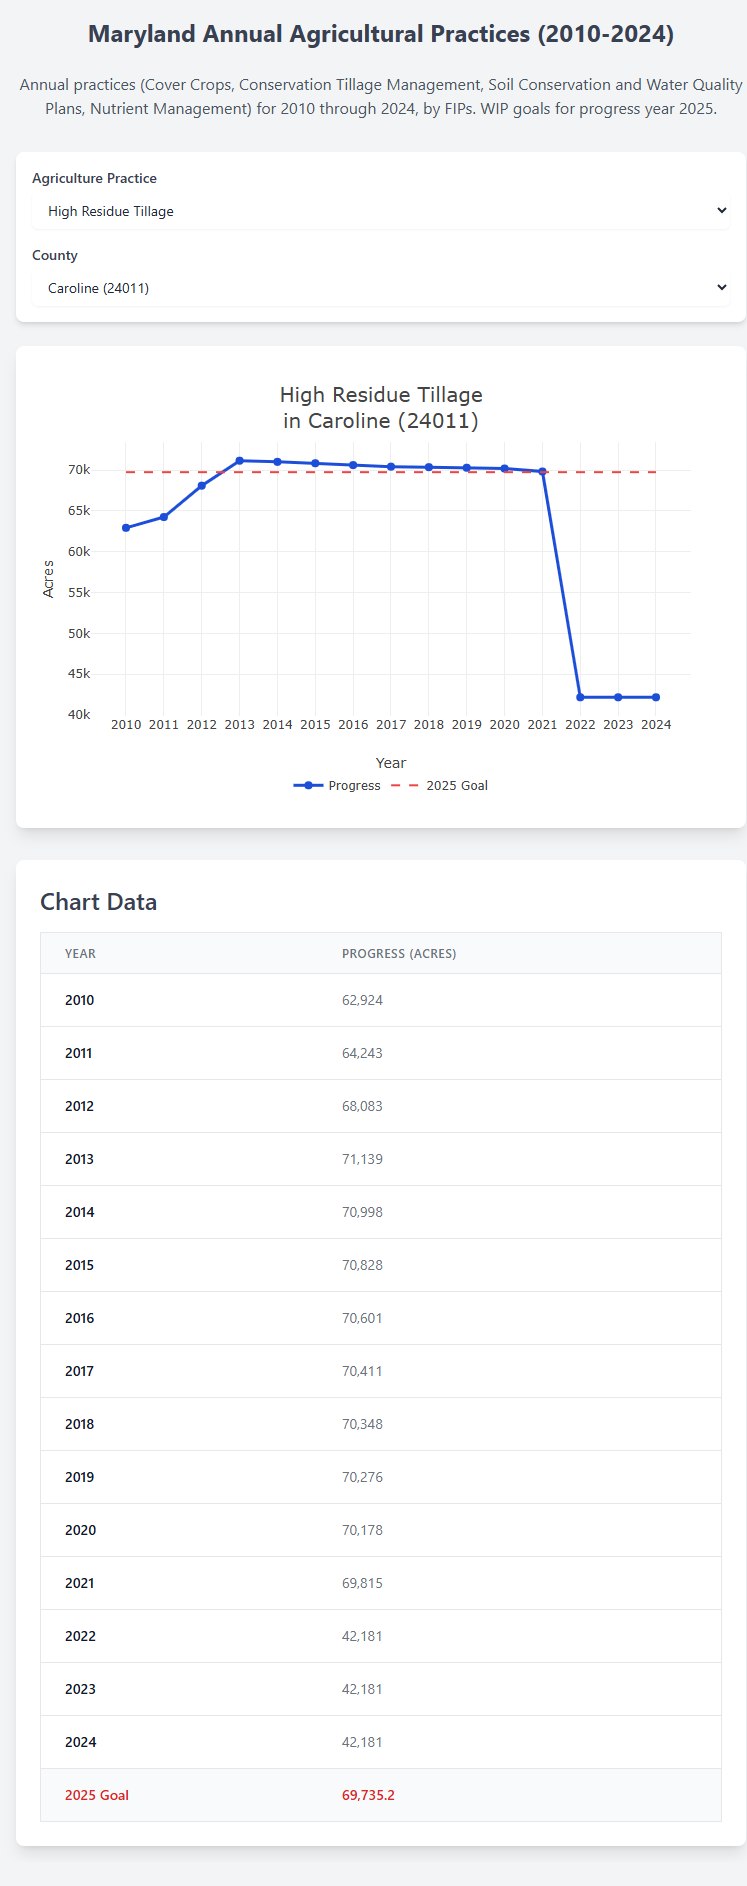 Maryland Annual Agricultural Practices (2010-2024)
Annual practices (Cover Crops, Conservation Tillage Management, Soil Conservation and Water Quality
Plans, Nutrient Management) for 2010 through 2024, by FIPs. WIP goals for progress year 2025.
Agriculture Practice
High Residue Tillage
County
Caroline (24011)
High Residue Tillage
in Caroline (24011)
70k
65k
60k
55k
50k
45k
40k
Acres
2010 2011 2012 2013 2014 2015 2016 2017 2018 2019 2020 2021 2022 2023 2024
Year
Progress 2025 Goal
Chart Data
YEAR PROGRESS (ACRES)
2010 62,924
2011 64,243
2012 68,083
2013 71,139
2014 70,998
2015 70,828
2016 70,601
2017 70,411
2018 70,348
2019 70,276
2020 70,178
2021 69,815
2022 42,181
2023 42,181
2024 42,181
2025 Goal 69,735.2